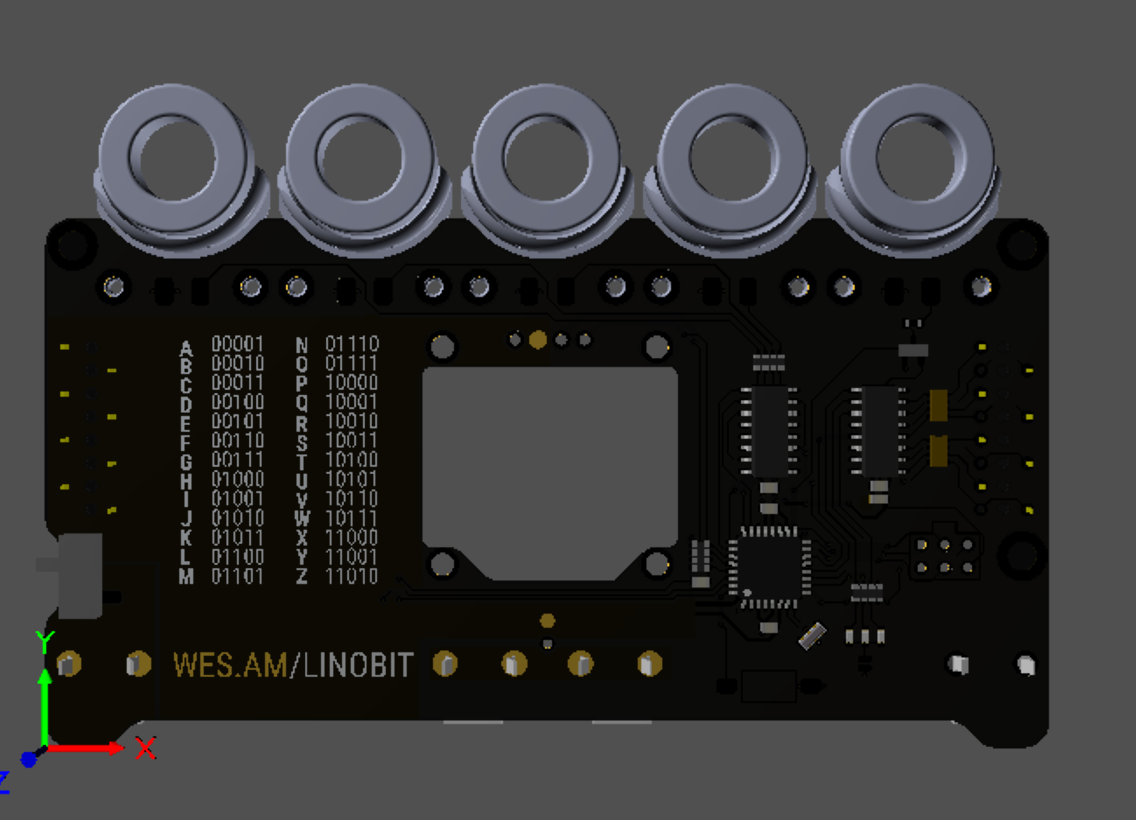 A 00001 N 01110
B 00010 O 01111
C 00011 P 10000
D 00100 Q 10001
E 00101 R 10010
F 00110 S 10011
G 00111 T 10100
H 01000 U 10101
I 01001 V 10110
J 01010 W 10111
K 01011 X 11000
L 01100 Y 11001
M 01101 Z 11010
WES.AM/LINOBIT
Y
X
Z